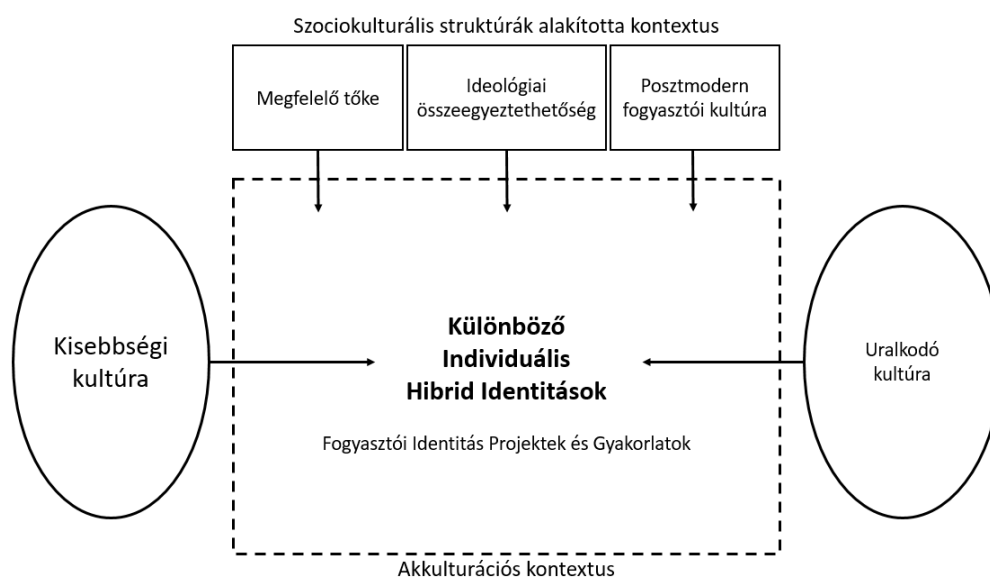 Szociokulturális struktúrák alakította kontextus
Megfelelő tőke
Ideológiai
összeegyeztethetőség
Posztmodern
fogyasztói kultúra
Kisebbségi
kultúra
Különböző
Individuális
Hibrid Identitások
Fogyasztói Identitás Projektek és Gyakorlatok
Uralkodó
kultúra
Akkulturációs kontextus